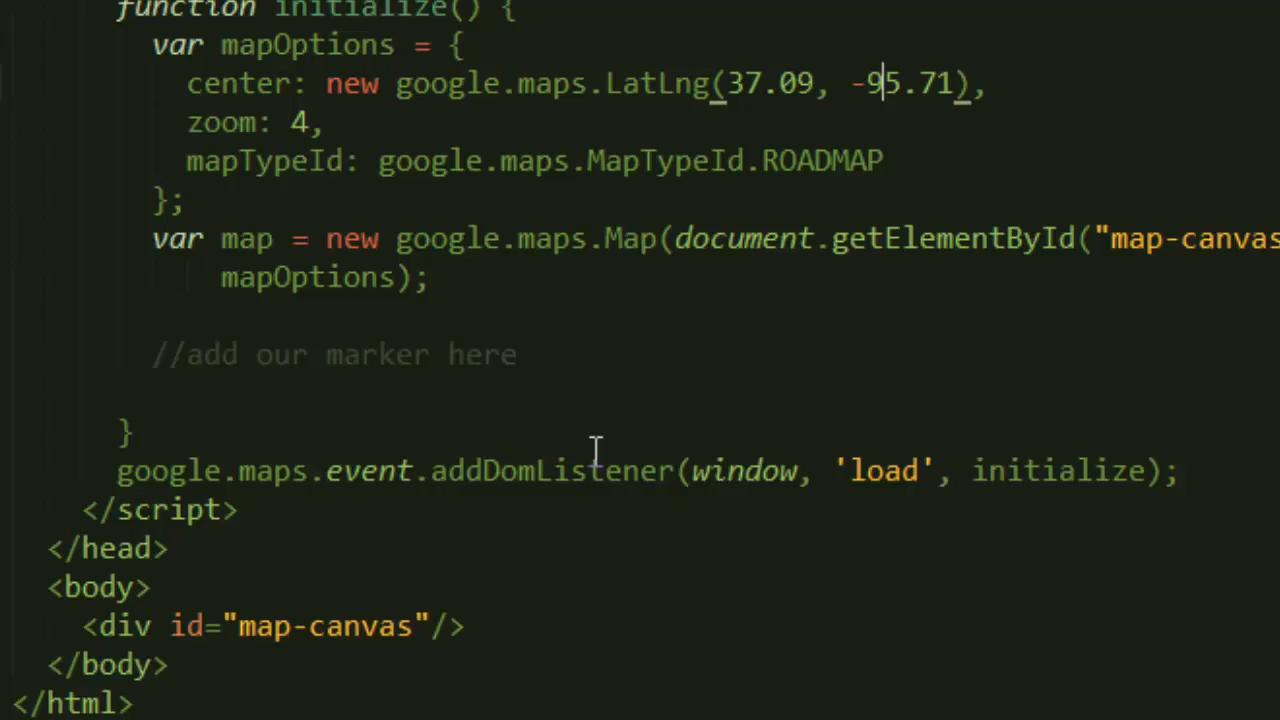 function initialize() {
var mapOptions = {
center: new google.maps.LatLng(37.09, -95.71),
zoom: 4,
mapTypeId: google.maps.MapTypeId.ROADMAP
};
var map = new google.maps.Map(document.getElementById("map-canvas
mapOptions);
//add our marker here
}
google.maps.event.addDomListener(window, 'load', initialize);
</script>
</head>
<body>
<div id="map-canvas"/>
</body>
</html>